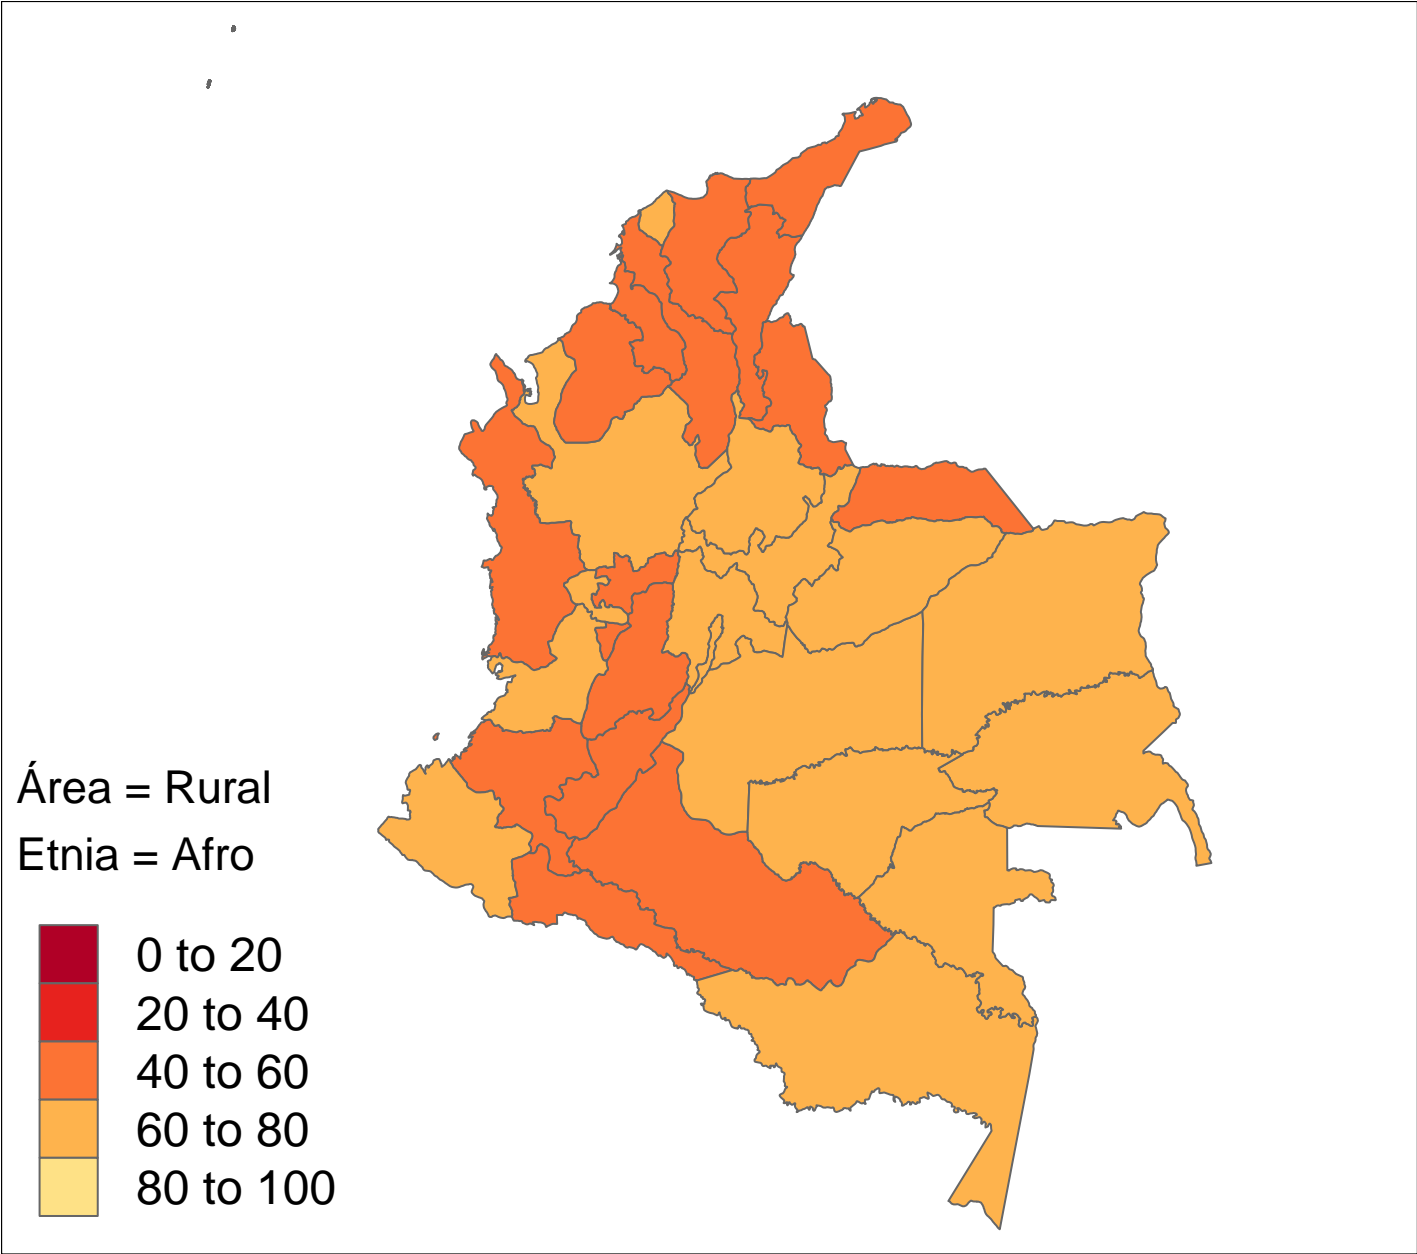 Área = Rural
Etnia = Afro
0 to 20
20 to 40
40 to 60
60 to 80
80 to 100